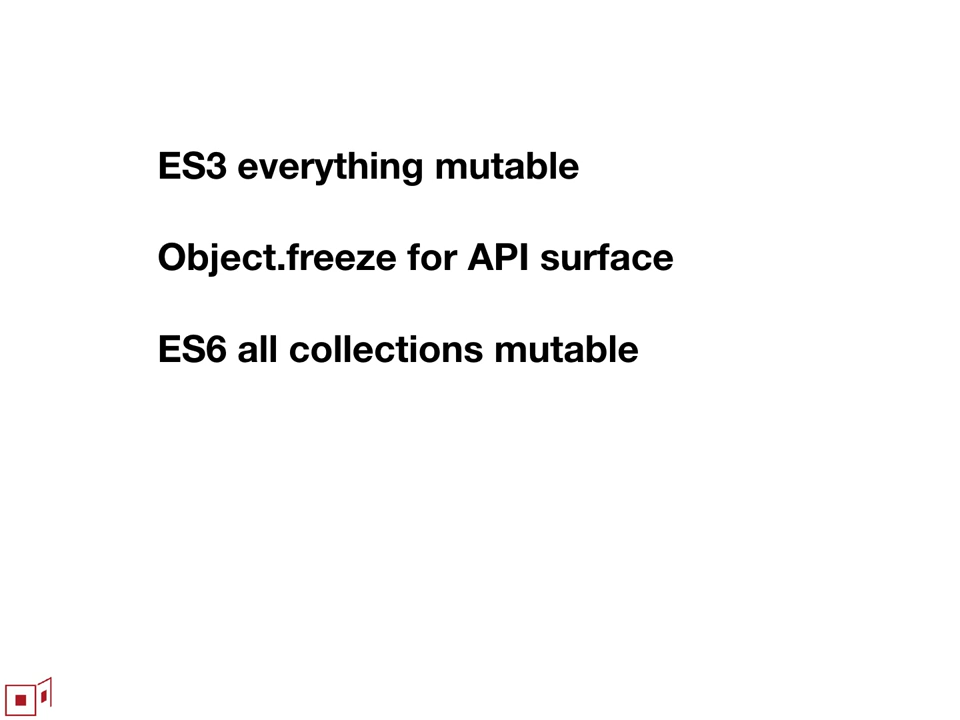 ES3 everything mutable
Object.freeze for API surface
ES6 all collections mutable